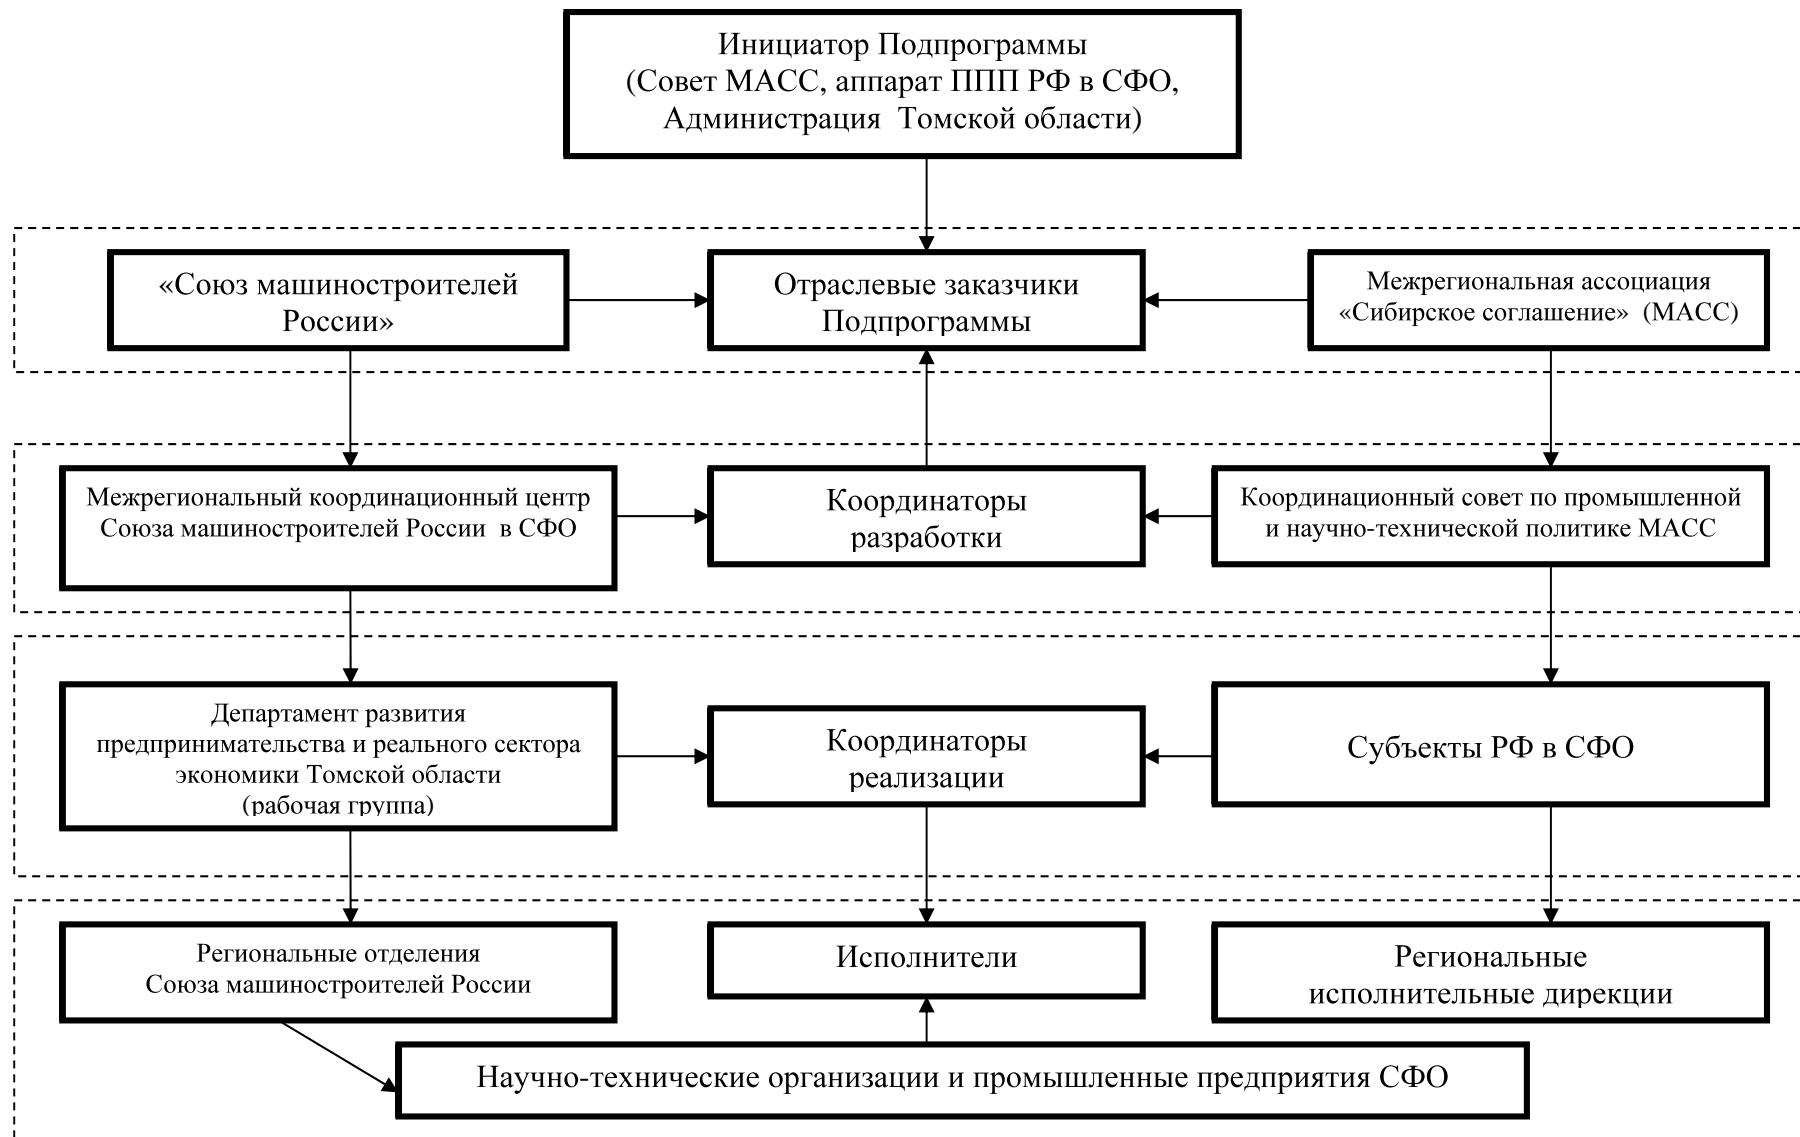 Инициатор Подпрограммы
(Совет МАСС, аппарат ППП РФ в СФО,
Администрация Томской области)
«Союз машиностроителей
России»
Отраслевые заказчики
Подпрограммы
Межрегиональная ассоциация
«Сибирское соглашение» (МАСС)
Межрегиональный координационный центр
Союза машиностроителей России в СФО
Координаторы
разработки
Координационный совет по промышленной
и научно-технической политике МАСС
Департамент развития
предпринимательства и реального сектора
экономики Томской области
(рабочая группа)
Координаторы
реализации
Субъекты РФ в СФО
Региональные отделения
Союза машиностроителей России
Исполнители
Региональные
исполнительные дирекции
Научно-технические организации и промышленные предприятия СФО